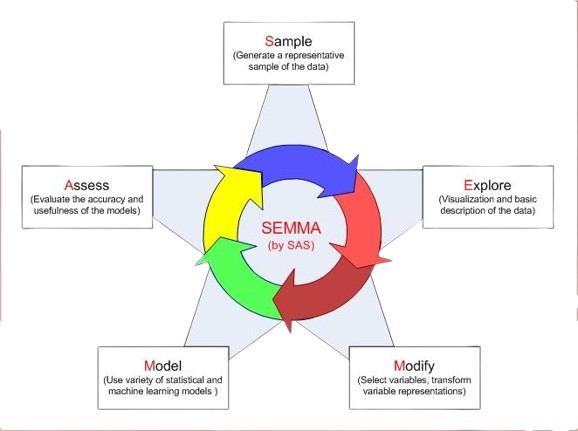 Sample
(Generate a representative
sample of the data)
Assess
(Evaluate the accuracy and
usefulness of the models)
Explore
(Visualization and basic
description of the data)
SEMMA
(by SAS)
Model
(Use variety of statistical and
machine learning models )
Modify
(Select variables, transform
variable representations)